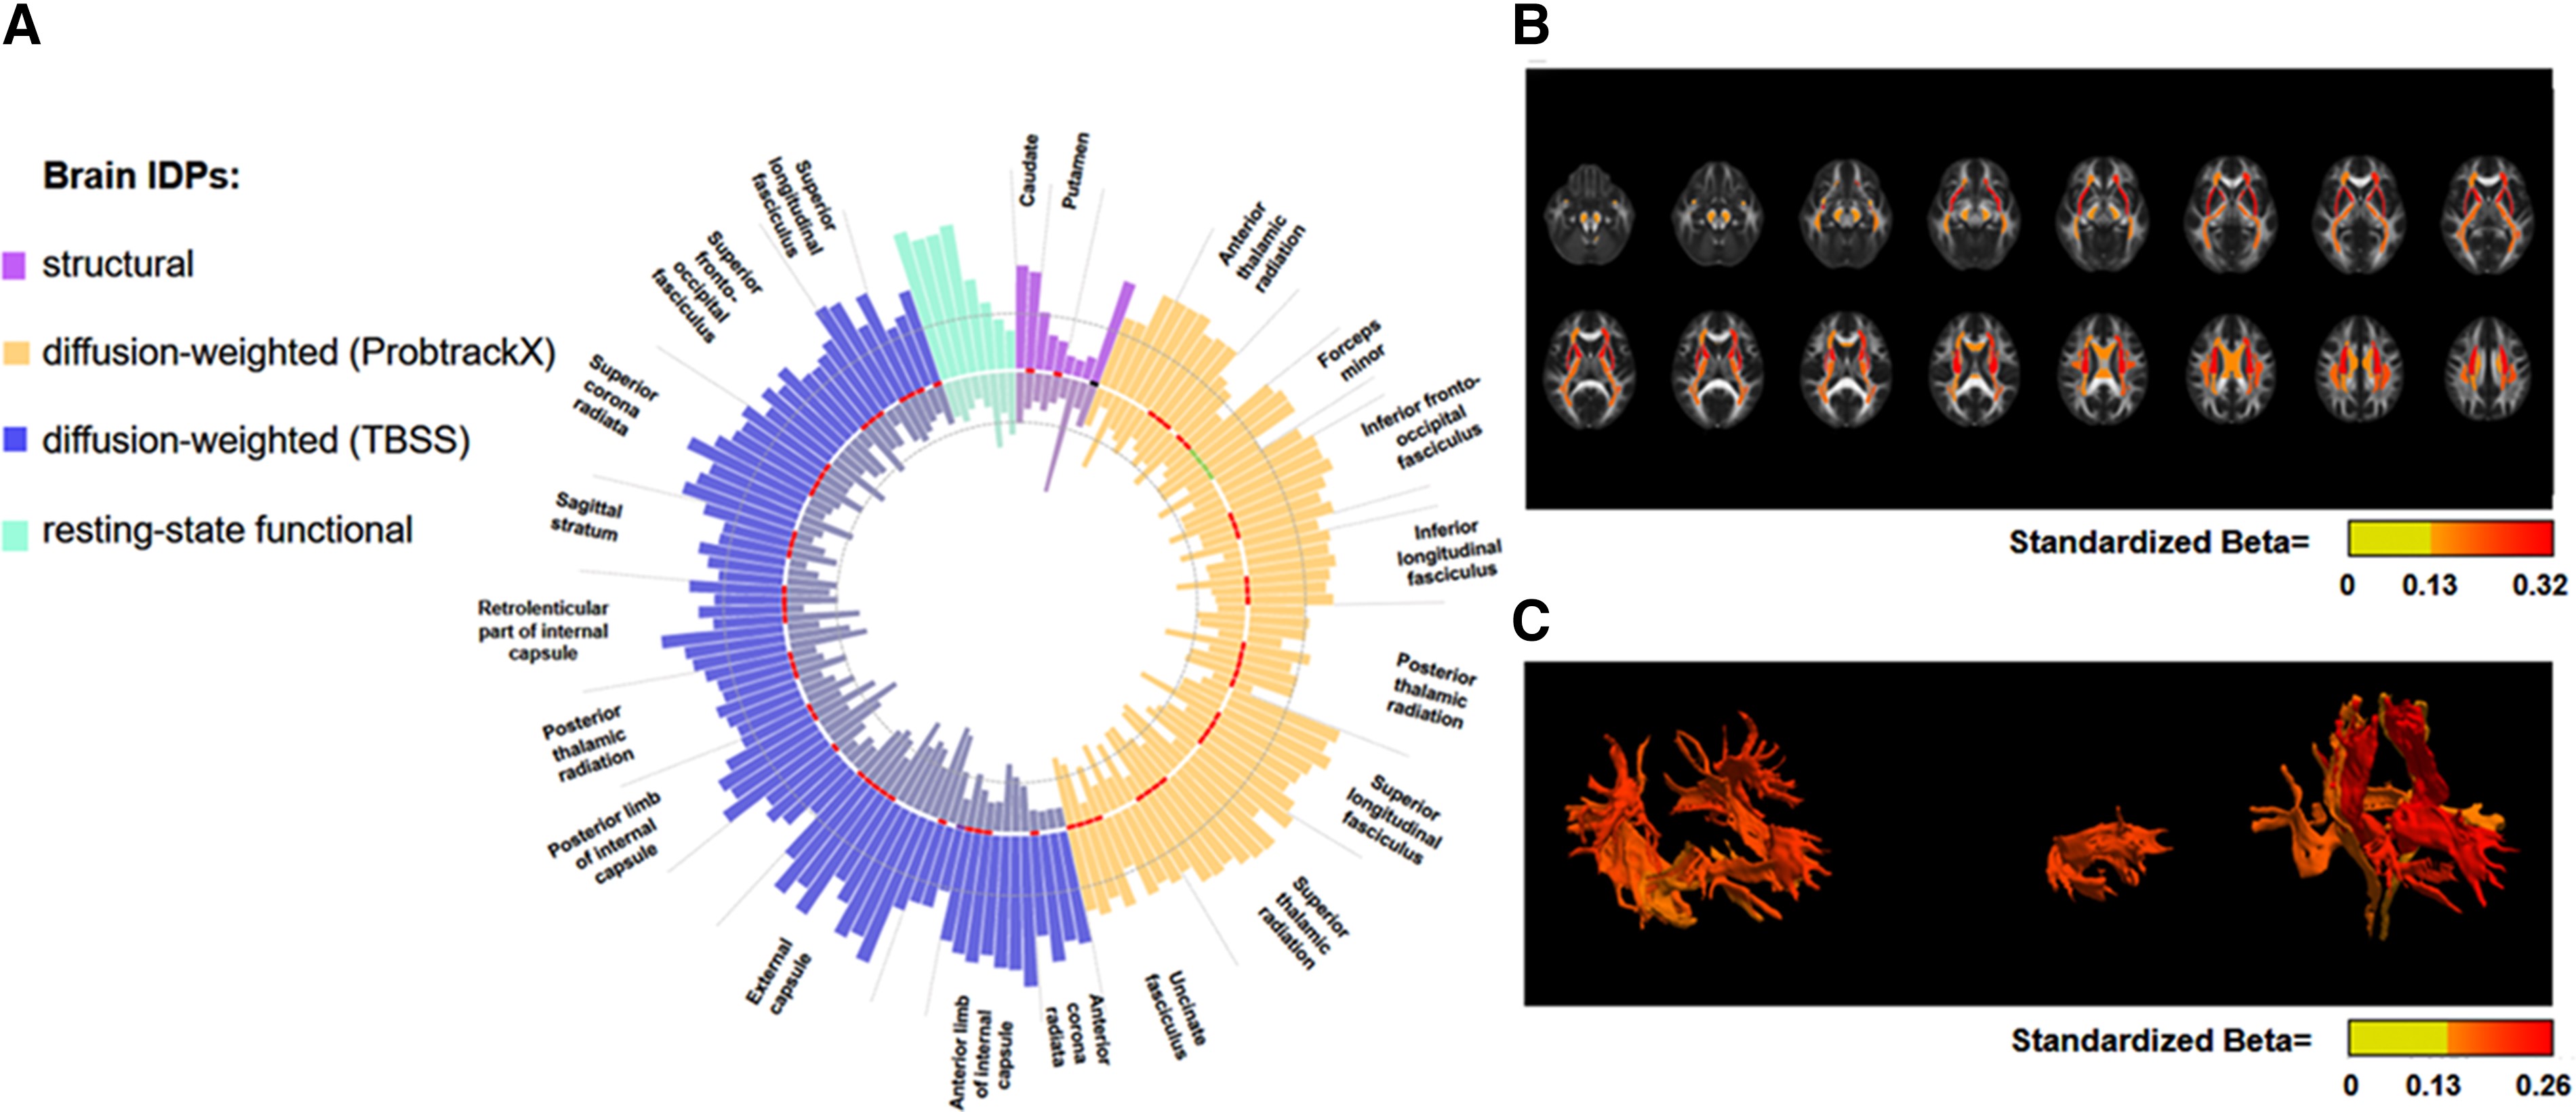 A
Brain IDPs:
structural
diffusion-weighted (ProbtrackX)
diffusion-weighted (TBSS)
resting-state functional
Caudate
Putamen
Anterior
thalamic
radiation
Forceps
minor
Inferior fronto-
occipital
fasciculus
Inferior
longitudinal
fasciculus
Posterior
thalamic
radiation
Superior
longitudinal
fasciculus
Superior
thalamic
radiation
Uncinate
fasciculus
Anterior
corona
radiata
Anterior limb
of internal
capsule
External
capsule
Posterior limb
of internal
capsule
Posterior
thalamic
radiation
Retrolenticular
part of internal
capsule
Sagittal
stratum
Superior
corona
radiata
Superior
fronto-
occipital
fasciculus
Superior
longitudinal
fasciculus
B
Standardized Beta=
0 0.13 0.32
C
Standardized Beta=
0 0.13 0.26